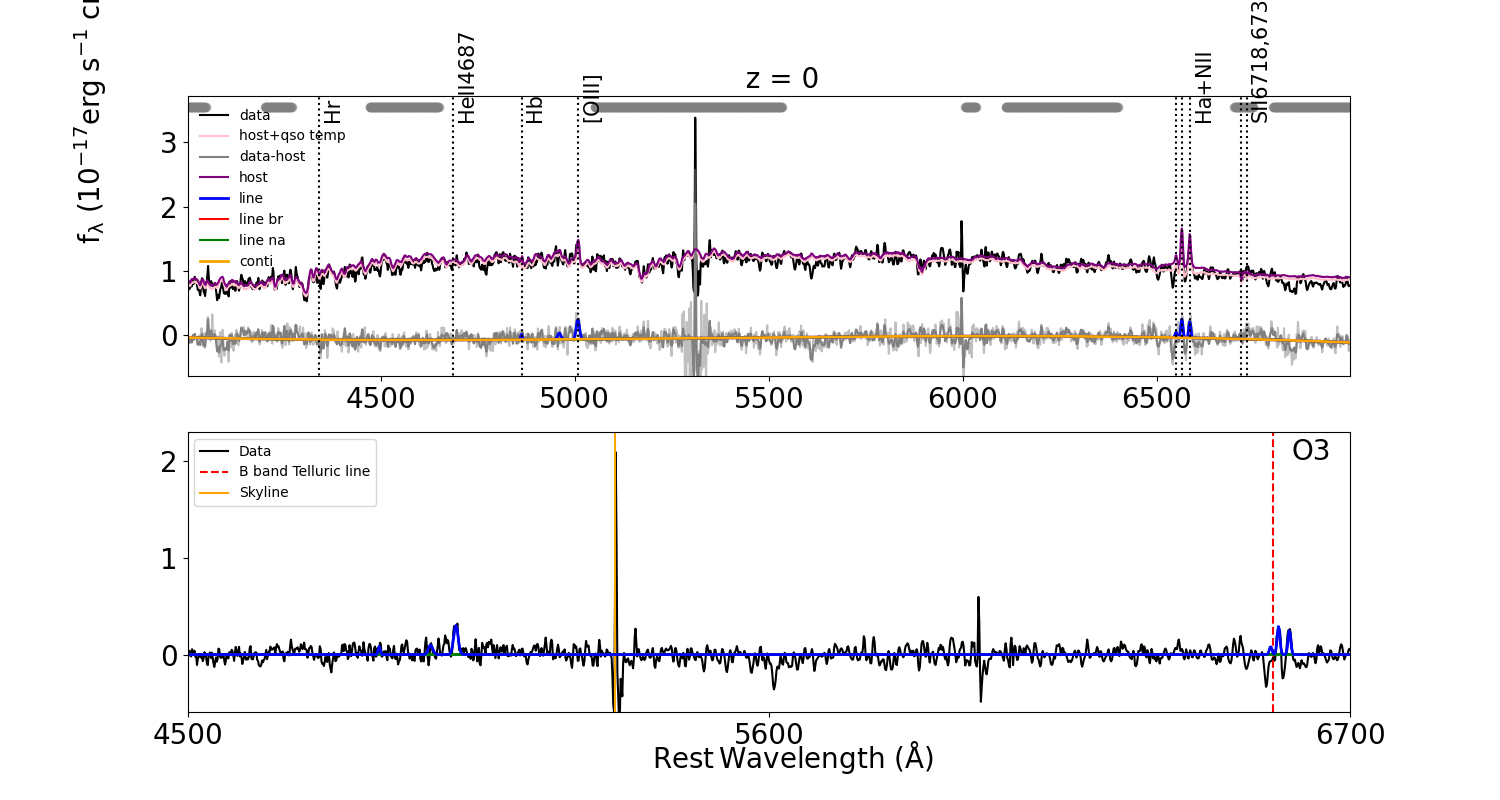 z = 0
f_λ (10^−17 erg s^−1
Hr
HeII4687
Hb
[OIII]
Ha+NII
SII6718,673
data
host+qso temp
data-host
host
line
line br
line na
conti
3
2
1
0
4500 5000 5500 6000 6500
Data
B band Telluric line
Skyline
O3
2
1
0
4500 5600 6700
Rest Wavelength (Å)